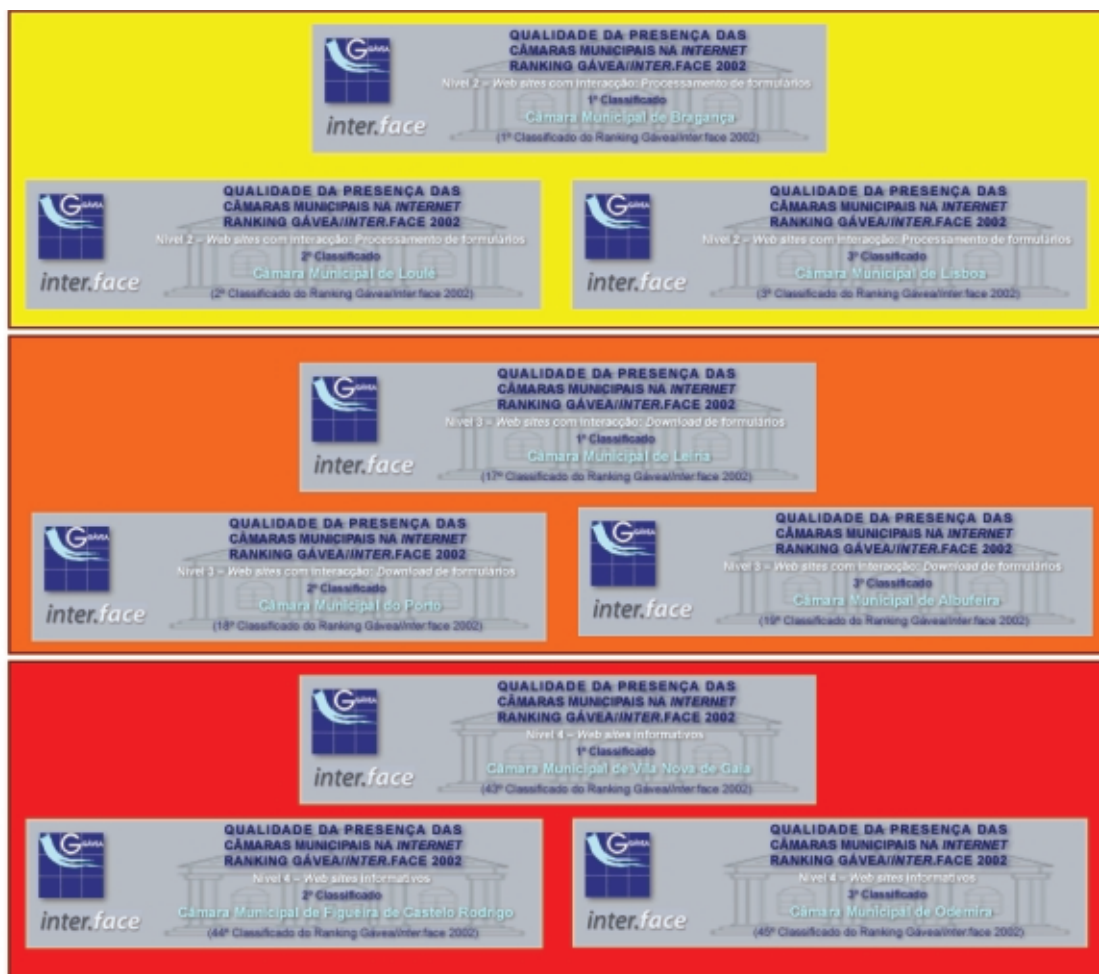 GÁVEA
inter.face
QUALIDADE DA PRESENÇA DAS
CÂMARAS MUNICIPAIS NA INTERNET
RANKING GÁVEA/INTER.FACE 2002
Nível 2 – Web sites com interacção: Processamento de formulários
1º Classificado
Câmara Municipal de Bragança
(1º Classificado do Ranking Gávea/Inter.face 2002)
GÁVEA
inter.face
QUALIDADE DA PRESENÇA DAS
CÂMARAS MUNICIPAIS NA INTERNET
RANKING GÁVEA/INTER.FACE 2002
Nível 2 – Web sites com interacção: Processamento de formulários
2º Classificado
Câmara Municipal de Loulé
(2º Classificado do Ranking Gávea/Inter.face 2002)
GÁVEA
inter.face
QUALIDADE DA PRESENÇA DAS
CÂMARAS MUNICIPAIS NA INTERNET
RANKING GÁVEA/INTER.FACE 2002
Nível 2 – Web sites com interacção: Processamento de formulários
3º Classificado
Câmara Municipal de Lisboa
(3º Classificado do Ranking Gávea/Inter.face 2002)
GÁVEA
inter.face
QUALIDADE DA PRESENÇA DAS
CÂMARAS MUNICIPAIS NA INTERNET
RANKING GÁVEA/INTER.FACE 2002
Nível 3 – Web sites com interacção: Download de formulários
1º Classificado
Câmara Municipal de Leiria
(17º Classificado do Ranking Gávea/Inter.face 2002)
GÁVEA
inter.face
QUALIDADE DA PRESENÇA DAS
CÂMARAS MUNICIPAIS NA INTERNET
RANKING GÁVEA/INTER.FACE 2002
Nível 3 – Web sites com interacção: Download de formulários
2º Classificado
Câmara Municipal do Porto
(18º Classificado do Ranking Gávea/Inter.face 2002)
GÁVEA
inter.face
QUALIDADE DA PRESENÇA DAS
CÂMARAS MUNICIPAIS NA INTERNET
RANKING GÁVEA/INTER.FACE 2002
Nível 3 – Web sites com interacção: Download de formulários
3º Classificado
Câmara Municipal de Albufeira
(19º Classificado do Ranking Gávea/Inter.face 2002)
GÁVEA
inter.face
QUALIDADE DA PRESENÇA DAS
CÂMARAS MUNICIPAIS NA INTERNET
RANKING GÁVEA/INTER.FACE 2002
Nível 4 – Web sites informativos
1º Classificado
Câmara Municipal de Vila Nova de Gaia
(43º Classificado do Ranking Gávea/Inter.face 2002)
GÁVEA
inter.face
QUALIDADE DA PRESENÇA DAS
CÂMARAS MUNICIPAIS NA INTERNET
RANKING GÁVEA/INTER.FACE 2002
Nível 4 – Web sites informativos
2º Classificado
Câmara Municipal de Figueira de Castelo Rodrigo
(44º Classificado do Ranking Gávea/Inter.face 2002)
GÁVEA
inter.face
QUALIDADE DA PRESENÇA DAS
CÂMARAS MUNICIPAIS NA INTERNET
RANKING GÁVEA/INTER.FACE 2002
Nível 4 – Web sites informativos
3º Classificado
Câmara Municipal de Odemira
(45º Classificado do Ranking Gávea/Inter.face 2002)